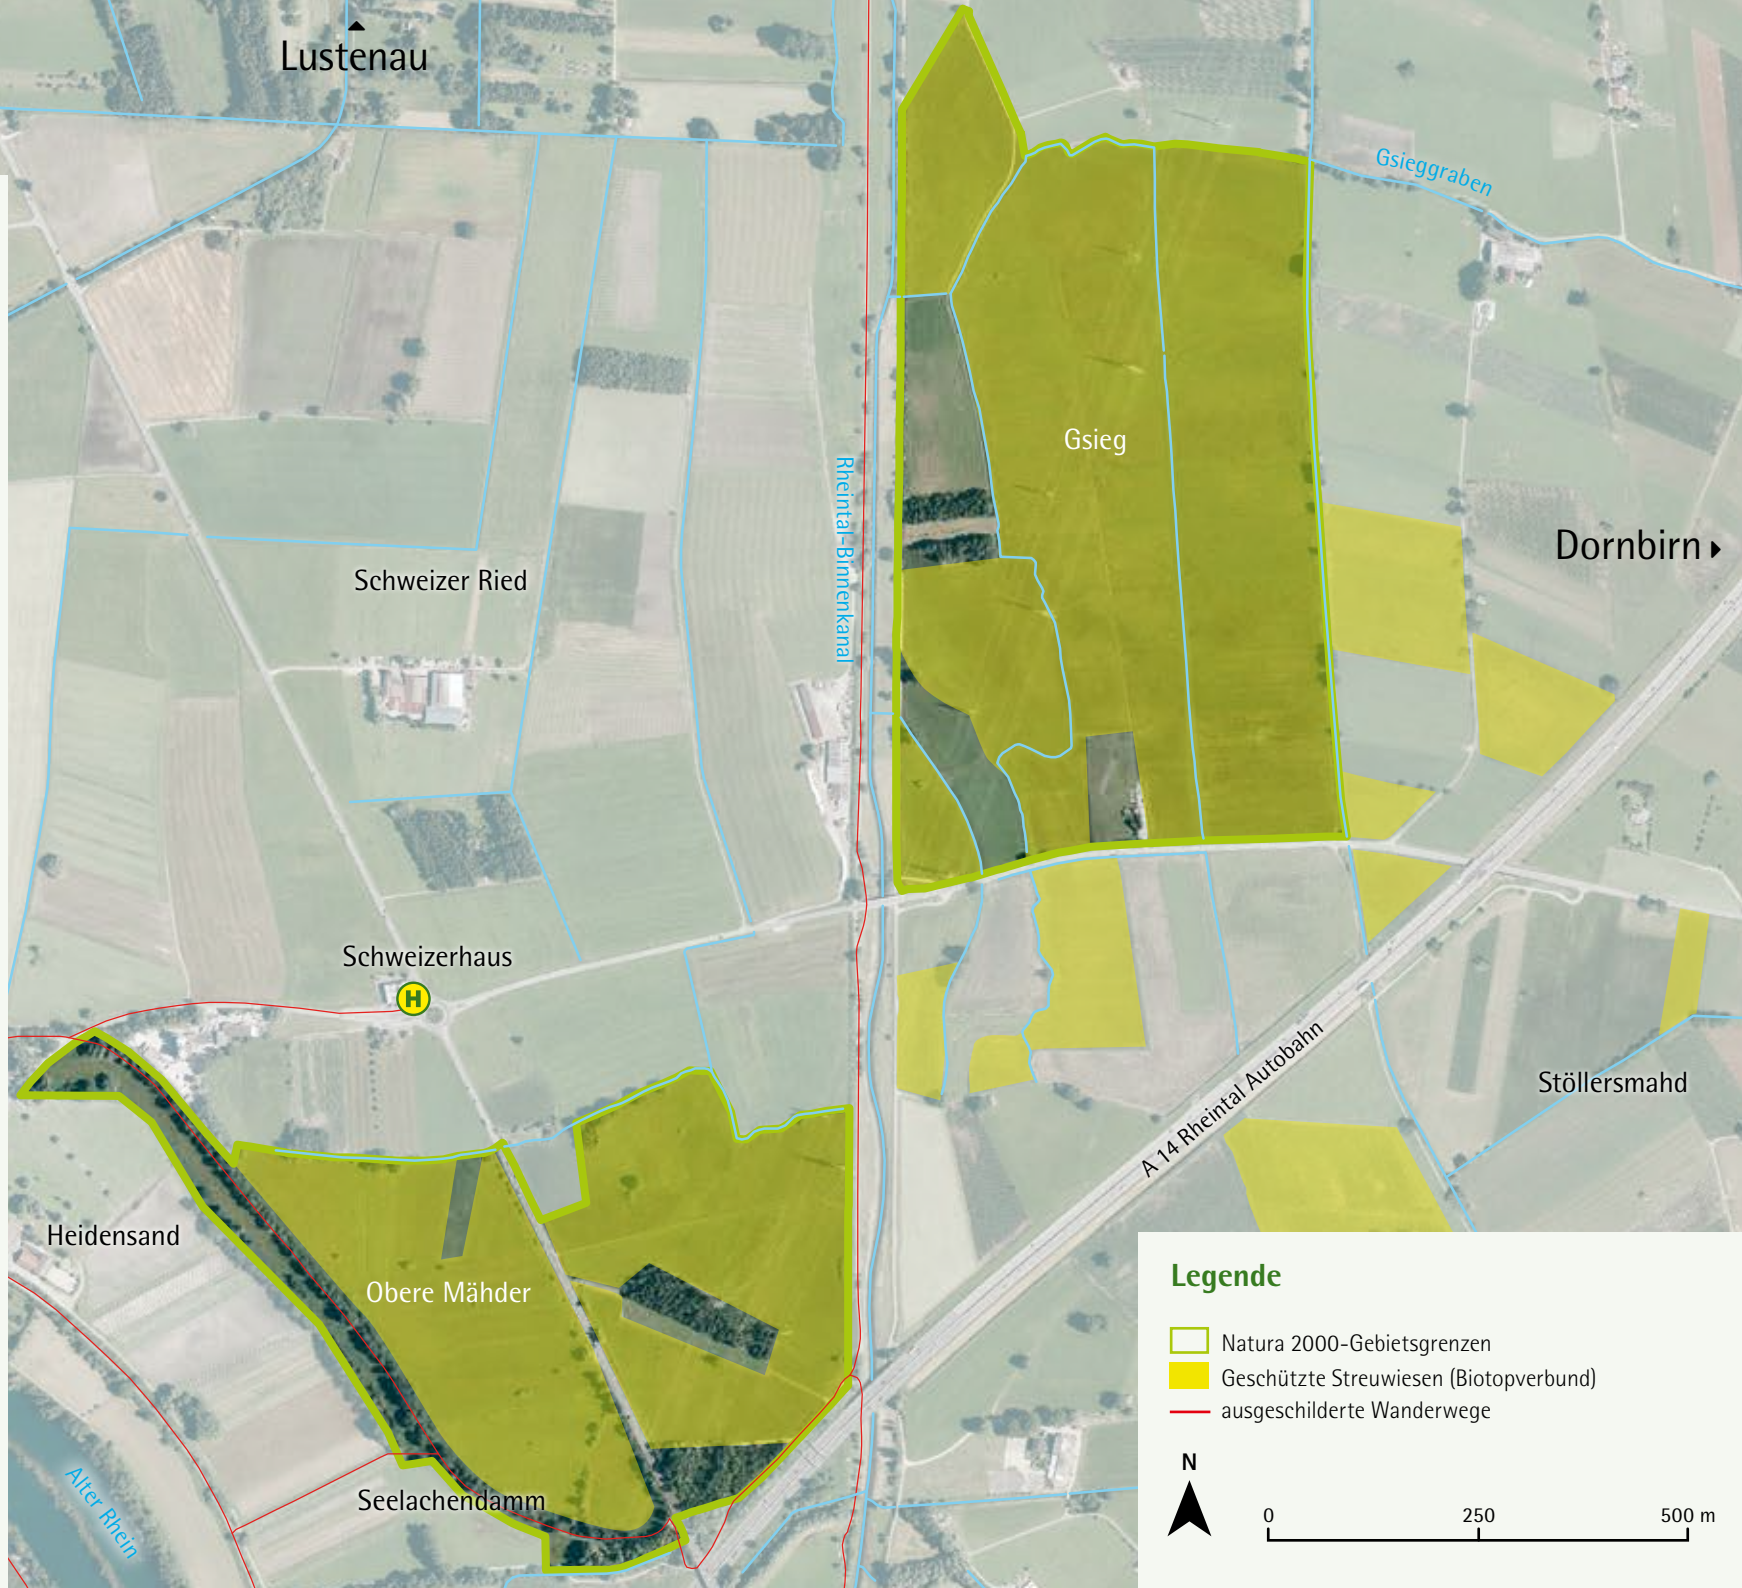 Lustenau
Gsieggraben
Gsieg
Rheintal-Binnenkanal
Dornbirn
Schweizer Ried
Schweizerhaus
H
A 14 Rheintal Autobahn
Stöllersmahd
Heidensand
Obere Mähder
Seelachendamm
Alter Rhein
Legende
Natura 2000-Gebietsgrenzen
Geschützte Streuwiesen (Biotopverbund)
ausgeschilderte Wanderwege
N
0 250 500 m